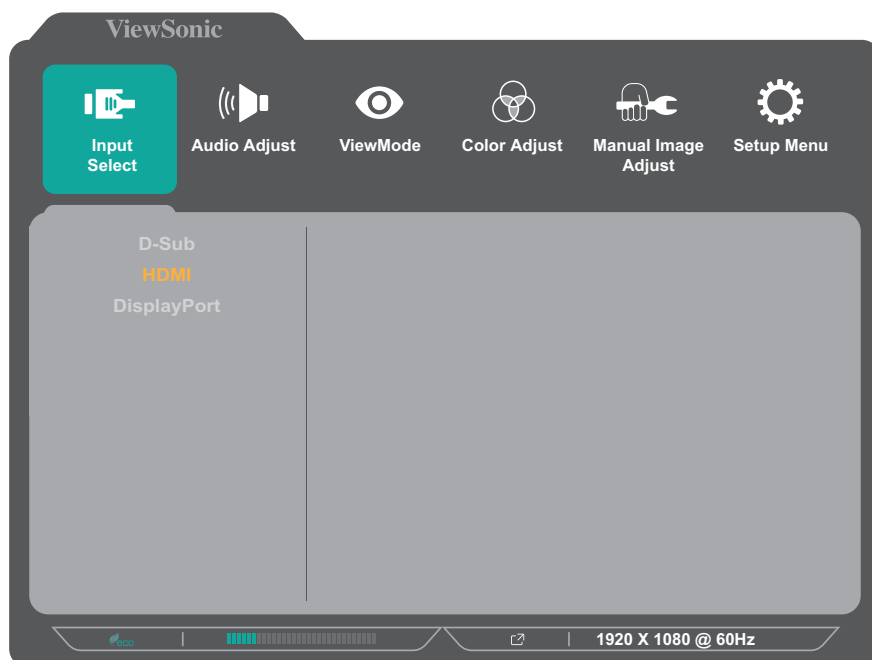 ViewSonic
Input
Select
Audio Adjust
ViewMode
Color Adjust
Manual Image
Adjust
Setup Menu
D-Sub
HDMI
DisplayPort
eco
1920 X 1080 @ 60Hz